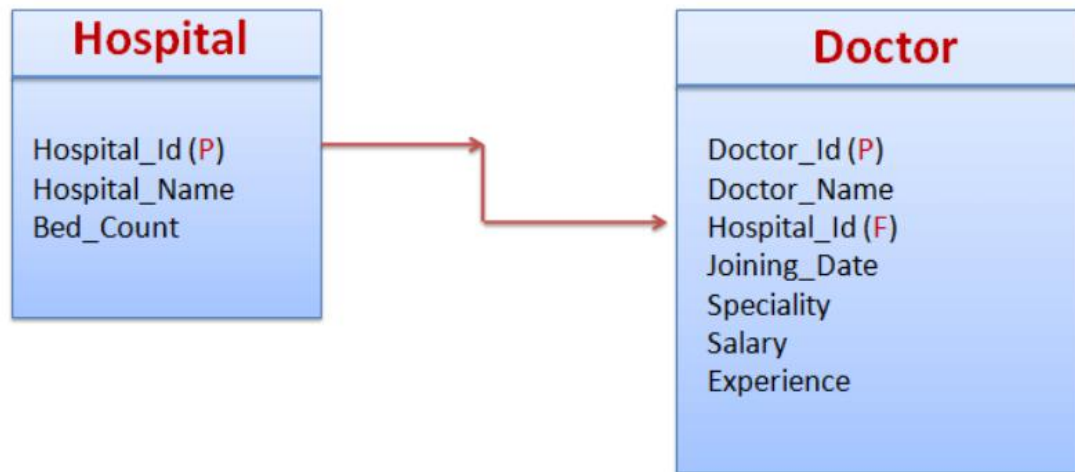 Hospital
Hospital_Id (P)
Hospital_Name
Bed_Count
Doctor
Doctor_Id (P)
Doctor_Name
Hospital_Id (F)
Joining_Date
Speciality
Salary
Experience